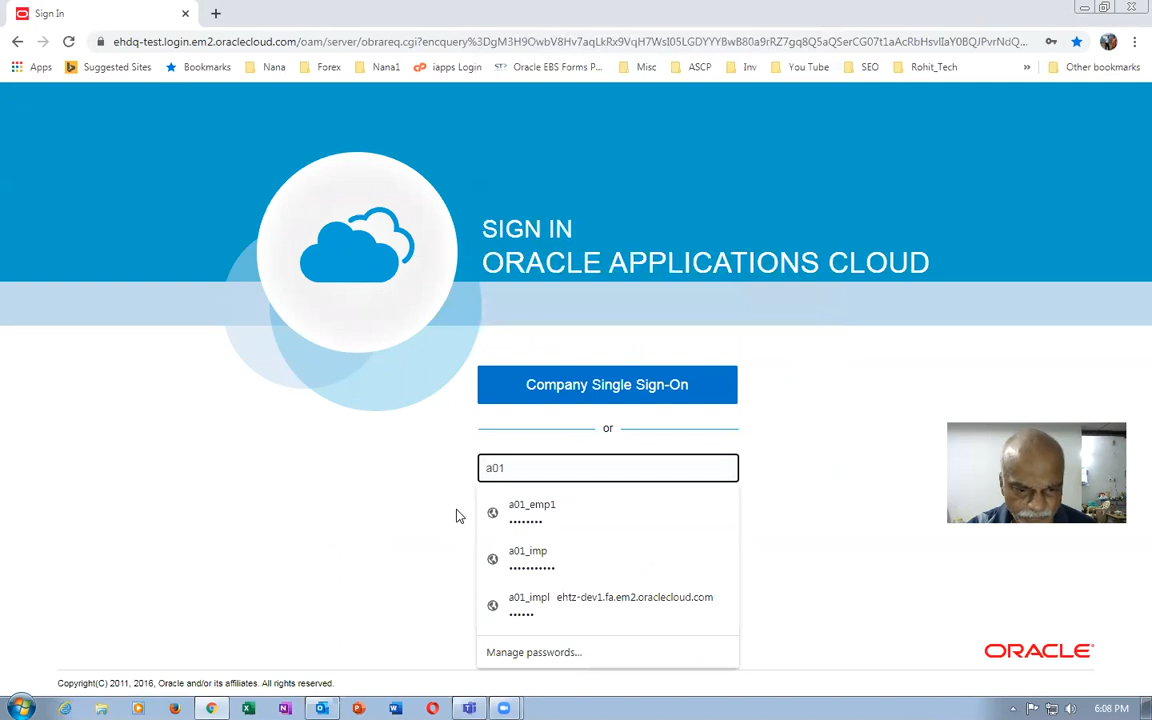 Sign In
ehdq-test.login.em2.oraclecloud.com/oam/server/obrareq.cgi?encquery%3DgM3H9OwbV8Hv7aqLkRx9VqH7WsI05LGDYYYBwB80a9rRZ7gq8Q5aQSerCG07t1aAcRbHsvIIaY0BQJPvrNdQ...
Apps
Suggested Sites
Bookmarks
Nana
Forex
Nana1
iapps Login
Oracle EBS Forms P...
Misc
ASCP
Inv
You Tube
SEO
Rohit_Tech
»
Other bookmarks
SIGN IN
ORACLE APPLICATIONS CLOUD
Company Single Sign-On
or
a01
a01_emp1
••••••••
a01_imp
•••••••••••
a01_impl ehtz-dev1.fa.em2.oraclecloud.com
••••••
Manage passwords...
ORACLE
Copyright(C) 2011, 2016, Oracle and/or its affiliates. All rights reserved.
6:08 PM